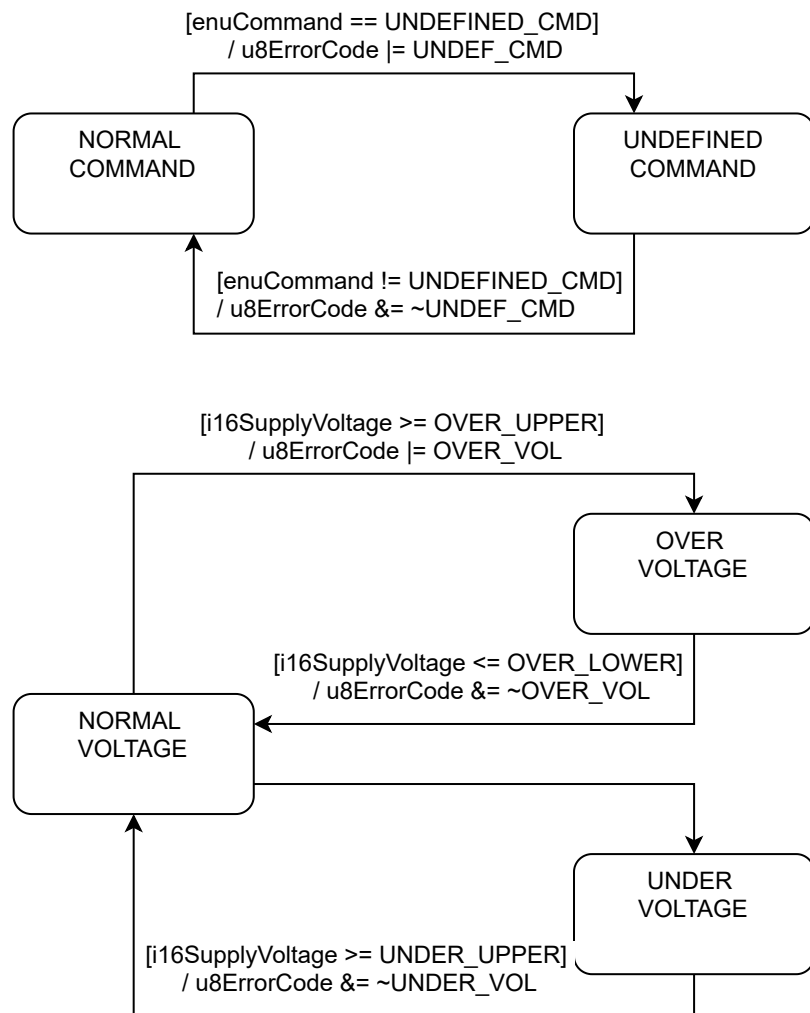 [enuCommand == UNDEFINED_CMD]
/ u8ErrorCode |= UNDEF_CMD
NORMAL
COMMAND
UNDEFINED
COMMAND
[enuCommand != UNDEFINED_CMD]
/ u8ErrorCode &= ~UNDEF_CMD
[i16SupplyVoltage >= OVER_UPPER]
/ u8ErrorCode |= OVER_VOL
OVER
VOLTAGE
[i16SupplyVoltage <= OVER_LOWER]
/ u8ErrorCode &= ~OVER_VOL
NORMAL
VOLTAGE
UNDER
VOLTAGE
[i16SupplyVoltage >= UNDER_UPPER]
/ u8ErrorCode &= ~UNDER_VOL